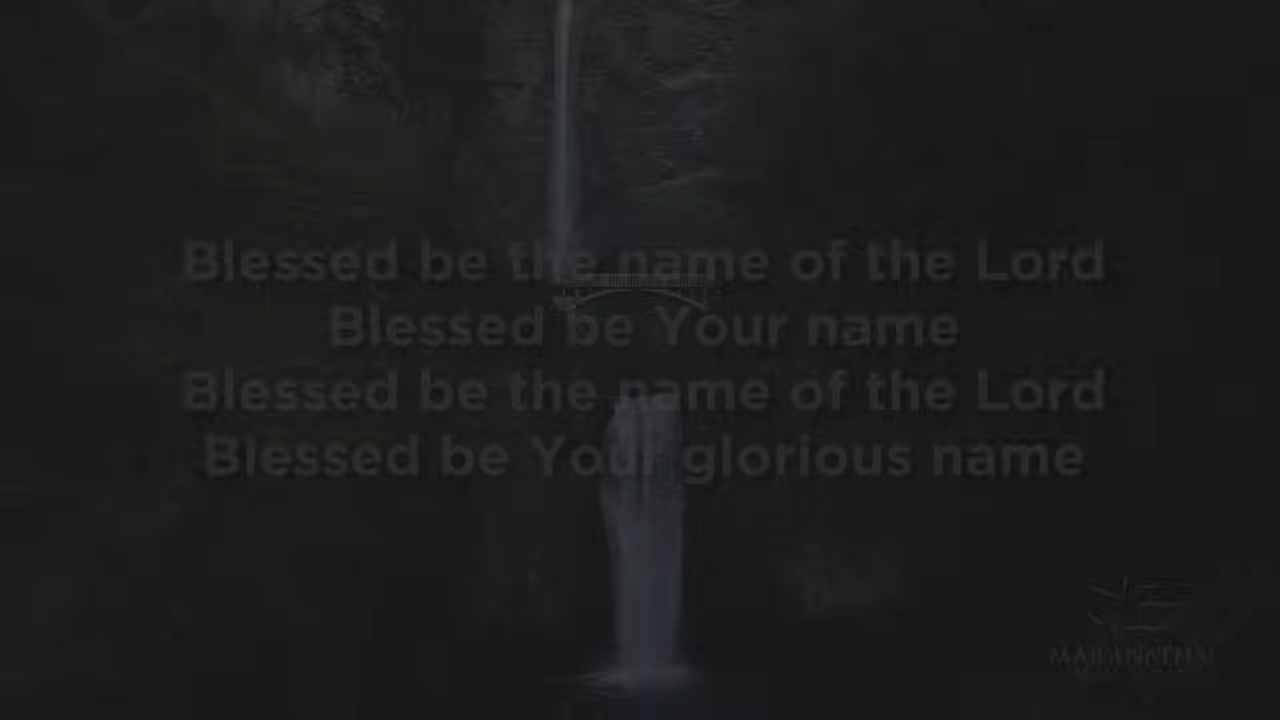 Blessed be the name of the Lord
Blessed be Your name
Blessed be the name of the Lord
Blessed be Your glorious name
MARANATHA!